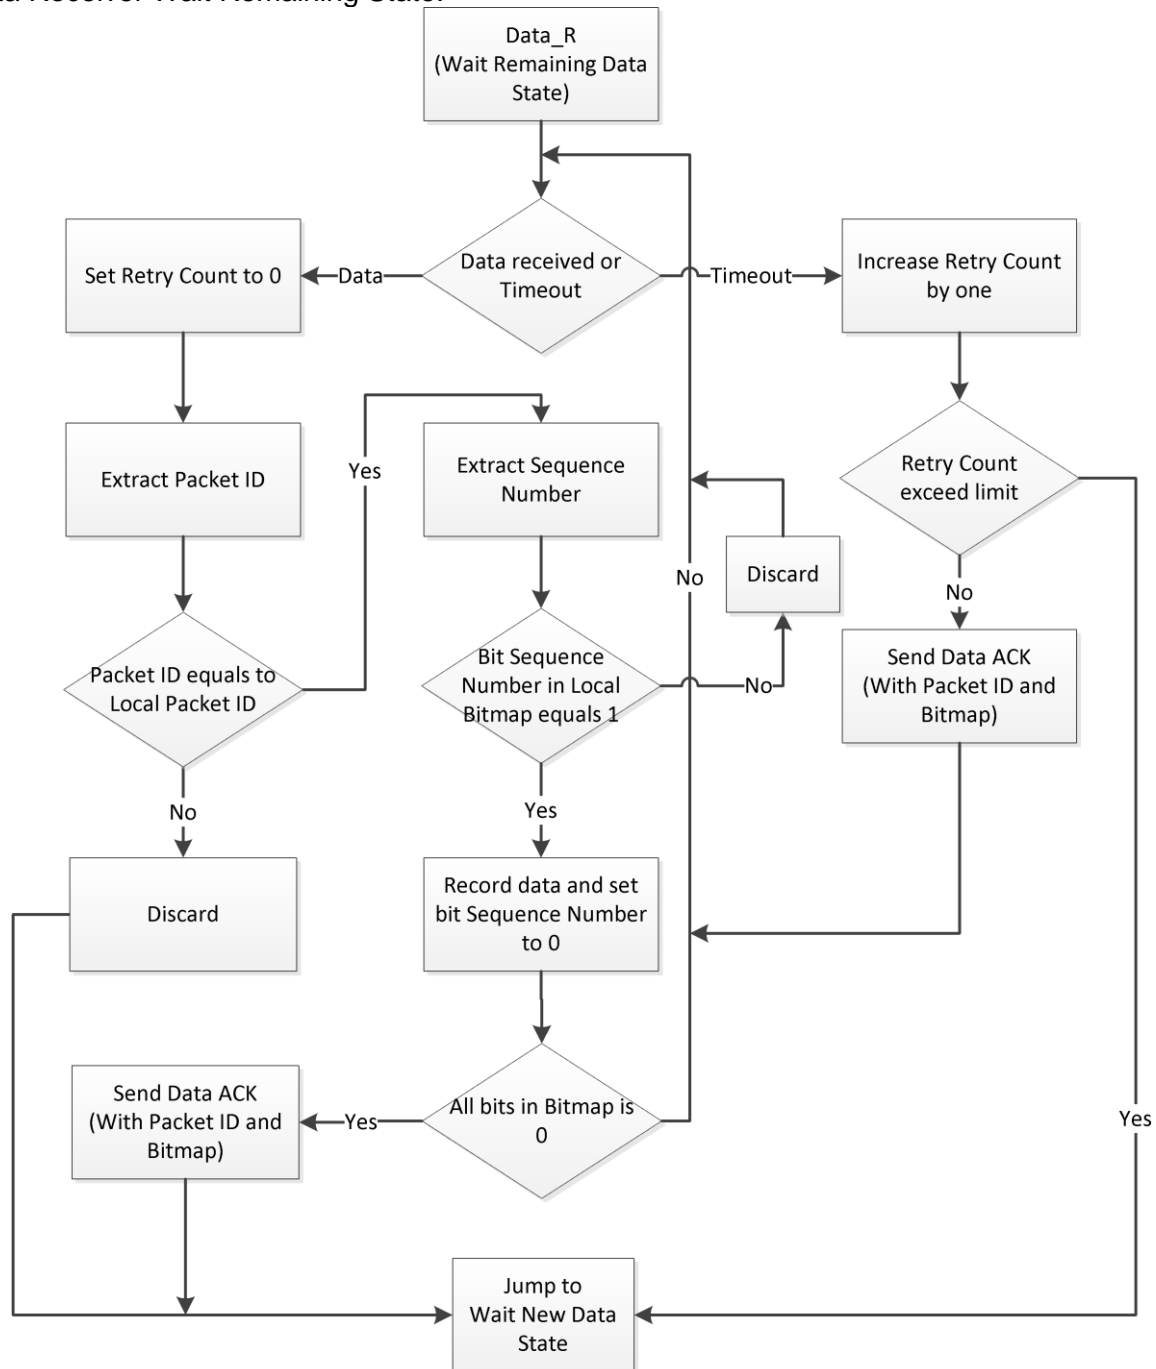 Data_R
(Wait Remaining Data
State)
Set Retry Count to 0
Data
Data received or
Timeout
Timeout
Increase Retry Count
by one
Extract Packet ID
Yes
Extract Sequence
Number
Retry Count
exceed limit
No
Discard
No
Packet ID equals to
Local Packet ID
Bit Sequence
Number in Local
Bitmap equals 1
No
Send Data ACK
(With Packet ID and
Bitmap)
No
Yes
Discard
Record data and set
bit Sequence Number
to 0
Send Data ACK
(With Packet ID and
Bitmap)
Yes
All bits in Bitmap is
0
Yes
Jump to
Wait New Data
State